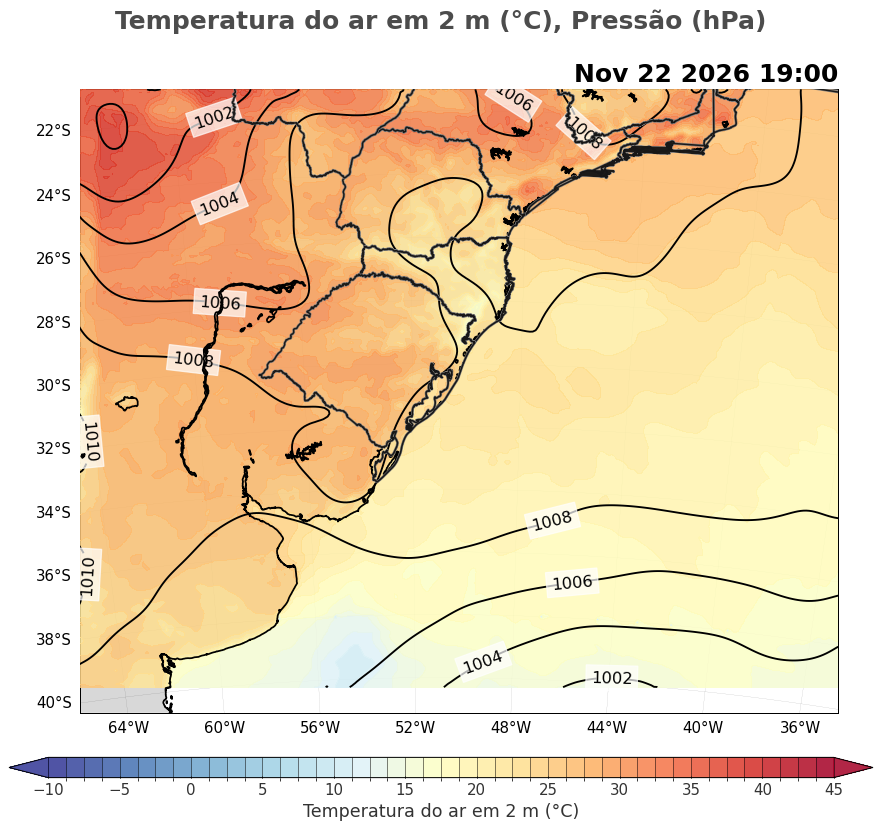 Temperatura do ar em 2 m (°C), Pressão (hPa)
Nov 22 2026 19:00
1006
1002
1008
22°S
24°S
1004
26°S
1006
28°S
1008
30°S
1010
32°S
34°S
1008
1010
36°S
1006
38°S
1004
1002
40°S
64°W 60°W 56°W 52°W 48°W 44°W 40°W 36°W
−10 −5 0 5 10 15 20 25 30 35 40 45
Temperatura do ar em 2 m (°C)